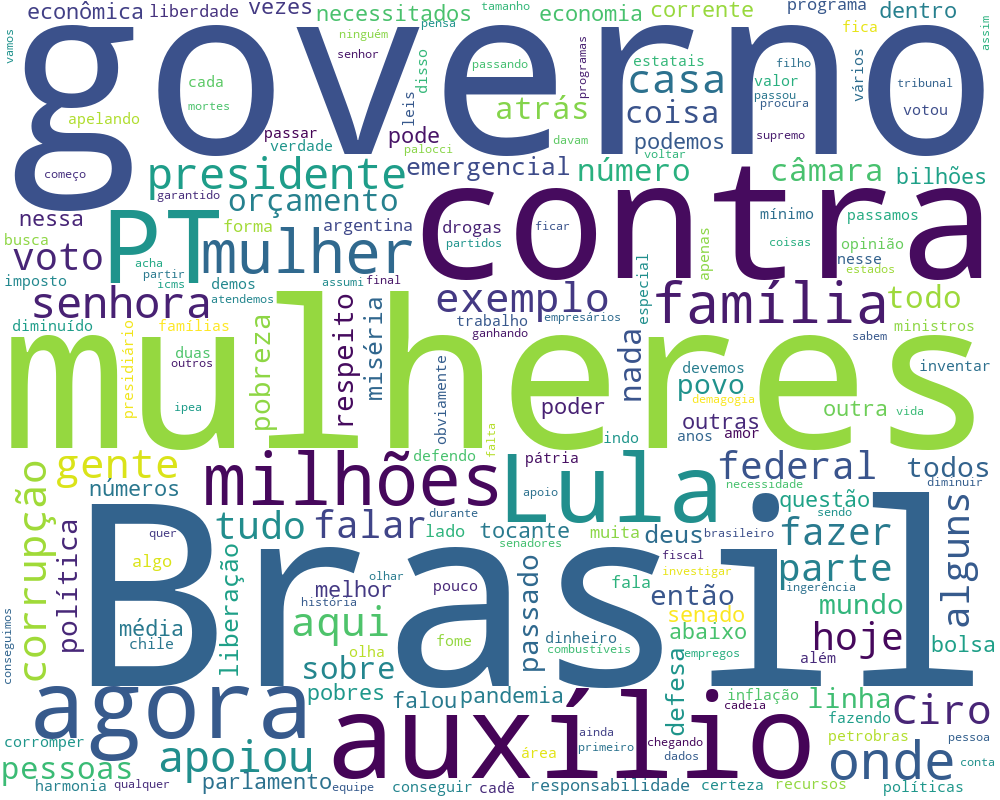 econômica liberdade vezes necessitados tamanho economia corrente programa dentro
vamos ninguém pensa fica assim
governo
senhor passando programas estatais filho
cada disso casa valor vários tribunal
mortes atrás coisa passou procura votou
apelando leis
passar pode podemos supremo
verdade palocci davam voltar
começo presidente emergencial número câmara bilhões
garantido orçamento
nessa PT forma argentina drogas contra mínimo passamos
voto mulher partidos ficar coisas opinião
busca acha nesse
imposto partir icms demos assumi final apenas estados
atendemos especial
senhora respeito exemplo família todo
diminuído famílias miséria trabalho empresários nada ministros
presidiário duas pobreza ganhando sabem
outros mulheres devemos inventar
ipea obviamente poder povo demagogia outra vida
outras
falta indo anos amor
gente defendo pátria federal todos
corrupção números milhões Lula necessidade
apoio questão diminuir
tudo falar durante lado tocante muita deus brasileiro sendo fazer alguns
política quer senadores fiscal
algo liberação Brasil olhar investigar parte
melhor pouco passado fala ingerência
conseguimos história então mundo
média aqui senado
chile olha fome dinheiro abaixo hoje bolsa
combustíveis
sobre empregos além
pobres falou pandemia defesa inflação linha Ciro
agora auxílio cadeia
corromper ainda fazendo pessoa
apoiou chegando petrobras
pessoas área primeiro dados onde conta
harmonia qualquer parlamento equipe conseguir cadê responsabilidade certeza recursos políticas